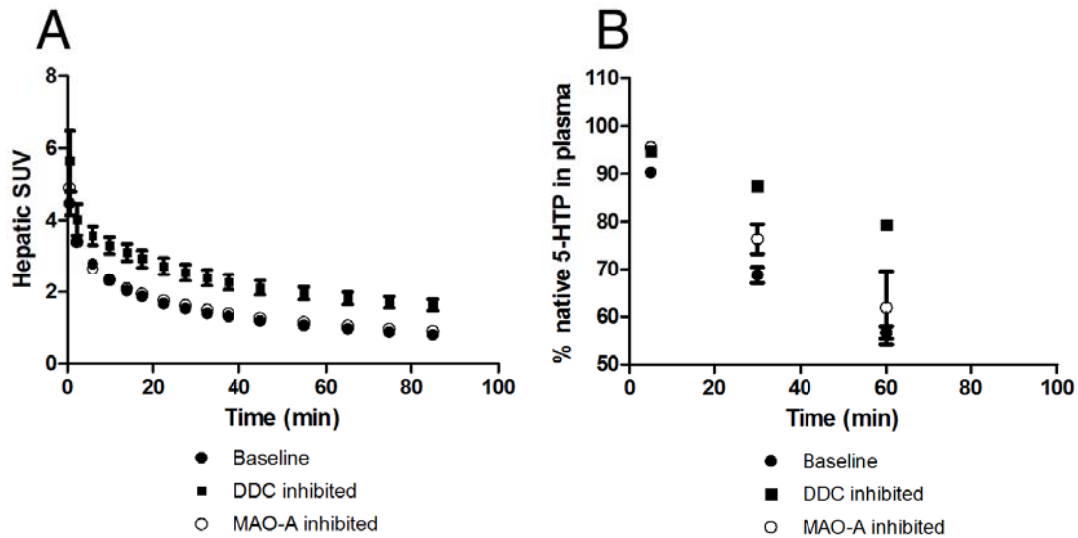 A
8
6
4
2
0
Hepatic SUV
0 20 40 60 80 100
Time (min)
Baseline
DDC inhibited
MAO-A inhibited
B
110
100
90
80
70
60
50
% native 5-HTP in plasma
0 20 40 60 80 100
Time (min)
Baseline
DDC inhibited
MAO-A inhibited